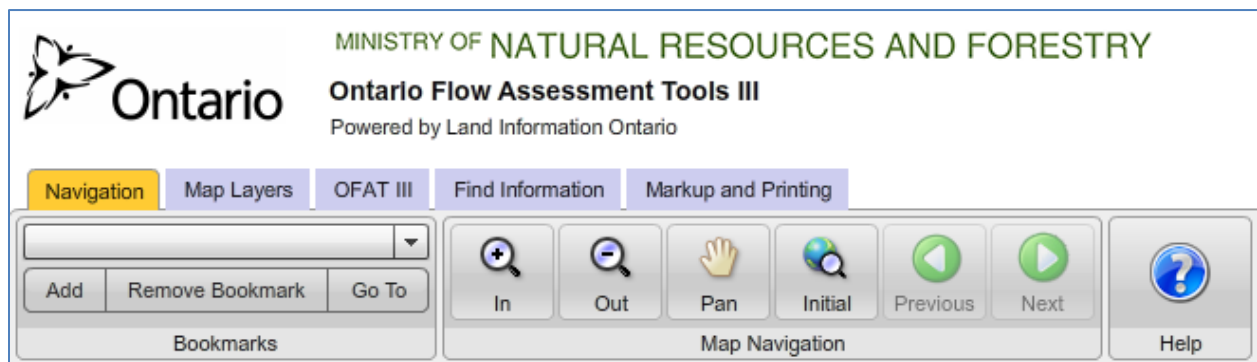 Ontario
MINISTRY OF NATURAL RESOURCES AND FORESTRY
Ontario Flow Assessment Tools III
Powered by Land Information Ontario
Navigation Map Layers OFAT III Find Information Markup and Printing
Add Remove Bookmark Go To
Bookmarks
In Out Pan Initial Previous Next
Map Navigation
?
Help